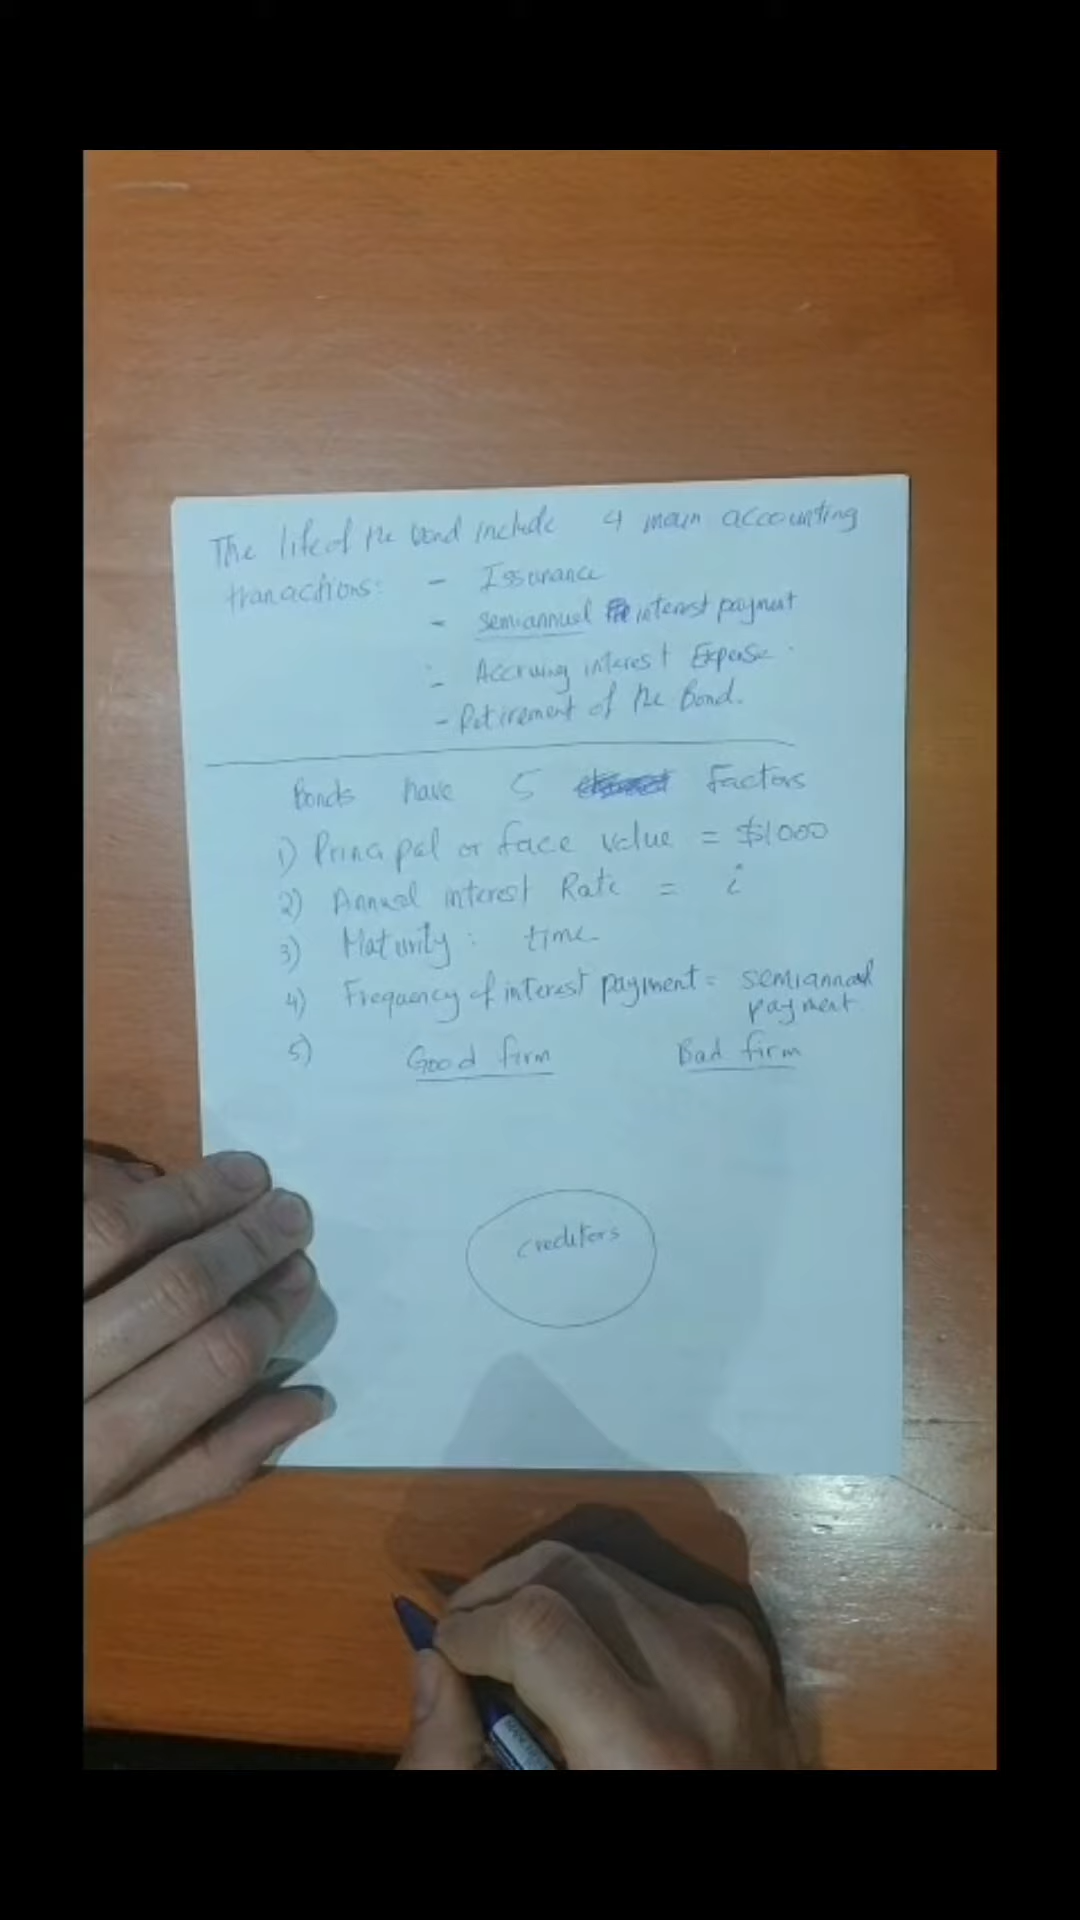 The life of the bond include 4 main accounting
tranactions: - Issurance
- semiannual interest payment
- Accruing interest Expense.
- Retirement of the Bond.
Bonds have 5 factors
1) Principal or face value = $1000
2) Annual interest Rate = i
3) Maturity: time
4) Frequency of interest payment = semiannual
payment
5) Good firm Bad firm
creditors